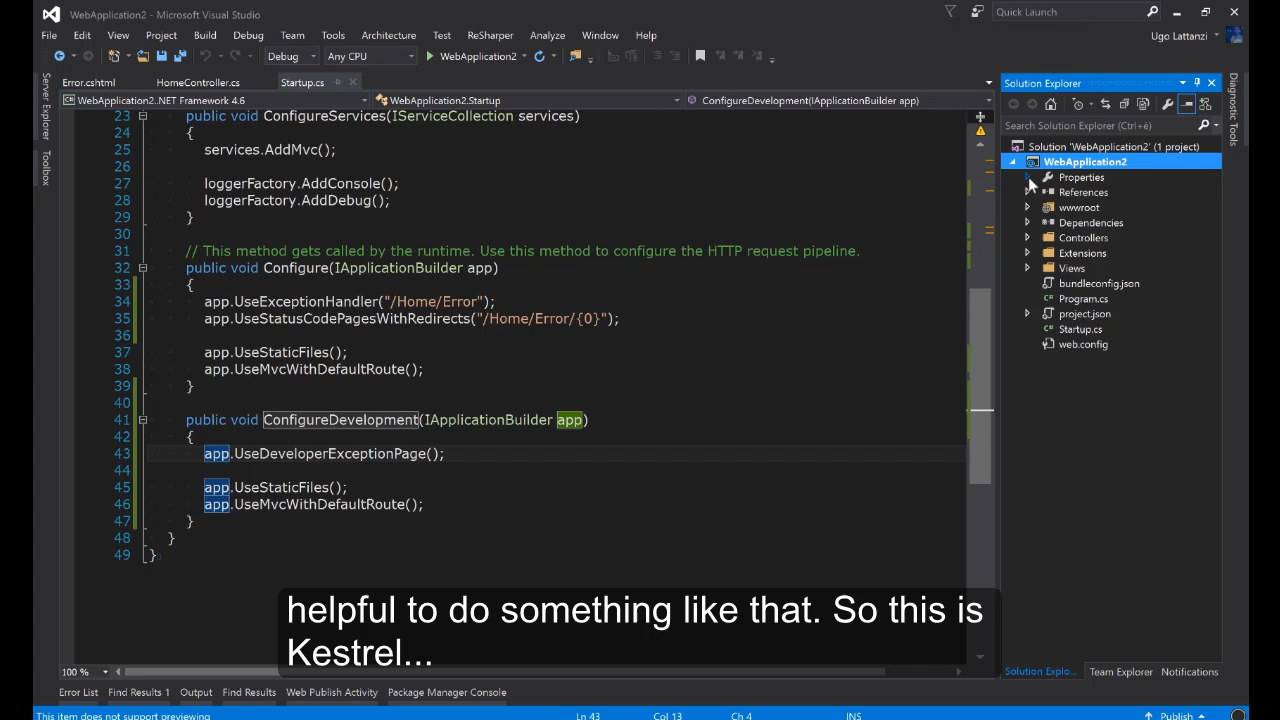 WebApplication2 - Microsoft Visual Studio
Quick Launch
File Edit View Project Build Debug Team Tools Architecture Test ReSharper Analyze Window Help
Ugo Lattanzi
Debug Any CPU WebApplication2
Server Explorer
Toolbox
Error.cshtml HomeController.cs Startup.cs
WebApplication2..NET Framework 4.6 WebApplication2.Startup ConfigureDevelopment(IApplicationBuilder app)
23 public void ConfigureServices(IServiceCollection services)
24 {
25 services.AddMvc();
26
27 loggerFactory.AddConsole();
28 loggerFactory.AddDebug();
29 }
30
31 // This method gets called by the runtime. Use this method to configure the HTTP request pipeline.
32 public void Configure(IApplicationBuilder app)
33 {
34 app.UseExceptionHandler("/Home/Error");
35 app.UseStatusCodePagesWithRedirects("/Home/Error/{0}");
36
37 app.UseStaticFiles();
38 app.UseMvcWithDefaultRoute();
39 }
40
41 public void ConfigureDevelopment(IApplicationBuilder app)
42 {
43 app.UseDeveloperExceptionPage();
44
45 app.UseStaticFiles();
46 app.UseMvcWithDefaultRoute();
47 }
48 }
49 }
Solution Explorer
Search Solution Explorer (Ctrl+è)
Solution 'WebApplication2' (1 project)
WebApplication2
Properties
References
wwwroot
Dependencies
Controllers
Extensions
Views
bundleconfig.json
Program.cs
project.json
Startup.cs
web.config
Diagnostic Tools
helpful to do something like that. So this is
Kestrel...
100 %
Solution Explo... Team Explorer Notifications
Error List Find Results 1 Output Find Results Web Publish Activity Package Manager Console
This item does not support previewing Ln 43 Col 13 Ch 4 INS Publish